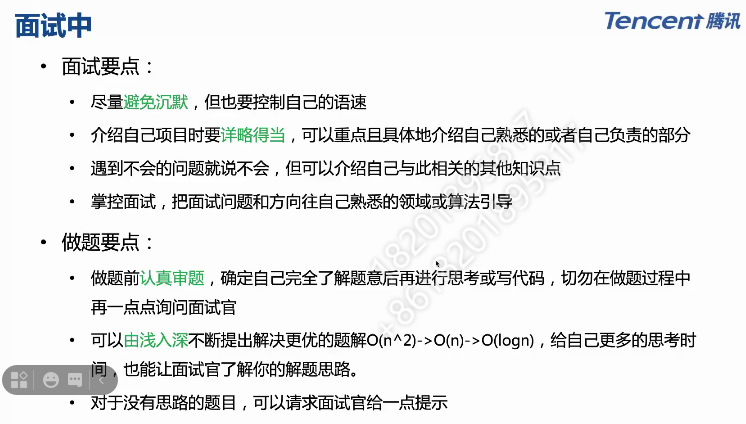 面试中
Tencent 腾讯
• 面试要点：
• 尽量避免沉默，但也要控制自己的语速
• 介绍自己项目时要详略得当，可以重点且具体地介绍自己熟悉的或者自己负责的部分
• 遇到不会的问题就说不会，但可以介绍自己与此相关的其他知识点
• 掌控面试，把面试问题和方向往自己熟悉的领域或算法引导
• 做题要点：
• 做题前认真审题，确定自己完全了解题意后再进行思考或写代码，切勿在做题过程中
再一点点询问面试官
• 可以由浅入深不断提出解决更优的题解O(n^2)->O(n)->O(logn)，给自己更多的思考时
间，也能让面试官了解你的解题思路。
• 对于没有思路的题目，可以请求面试官给一点提示